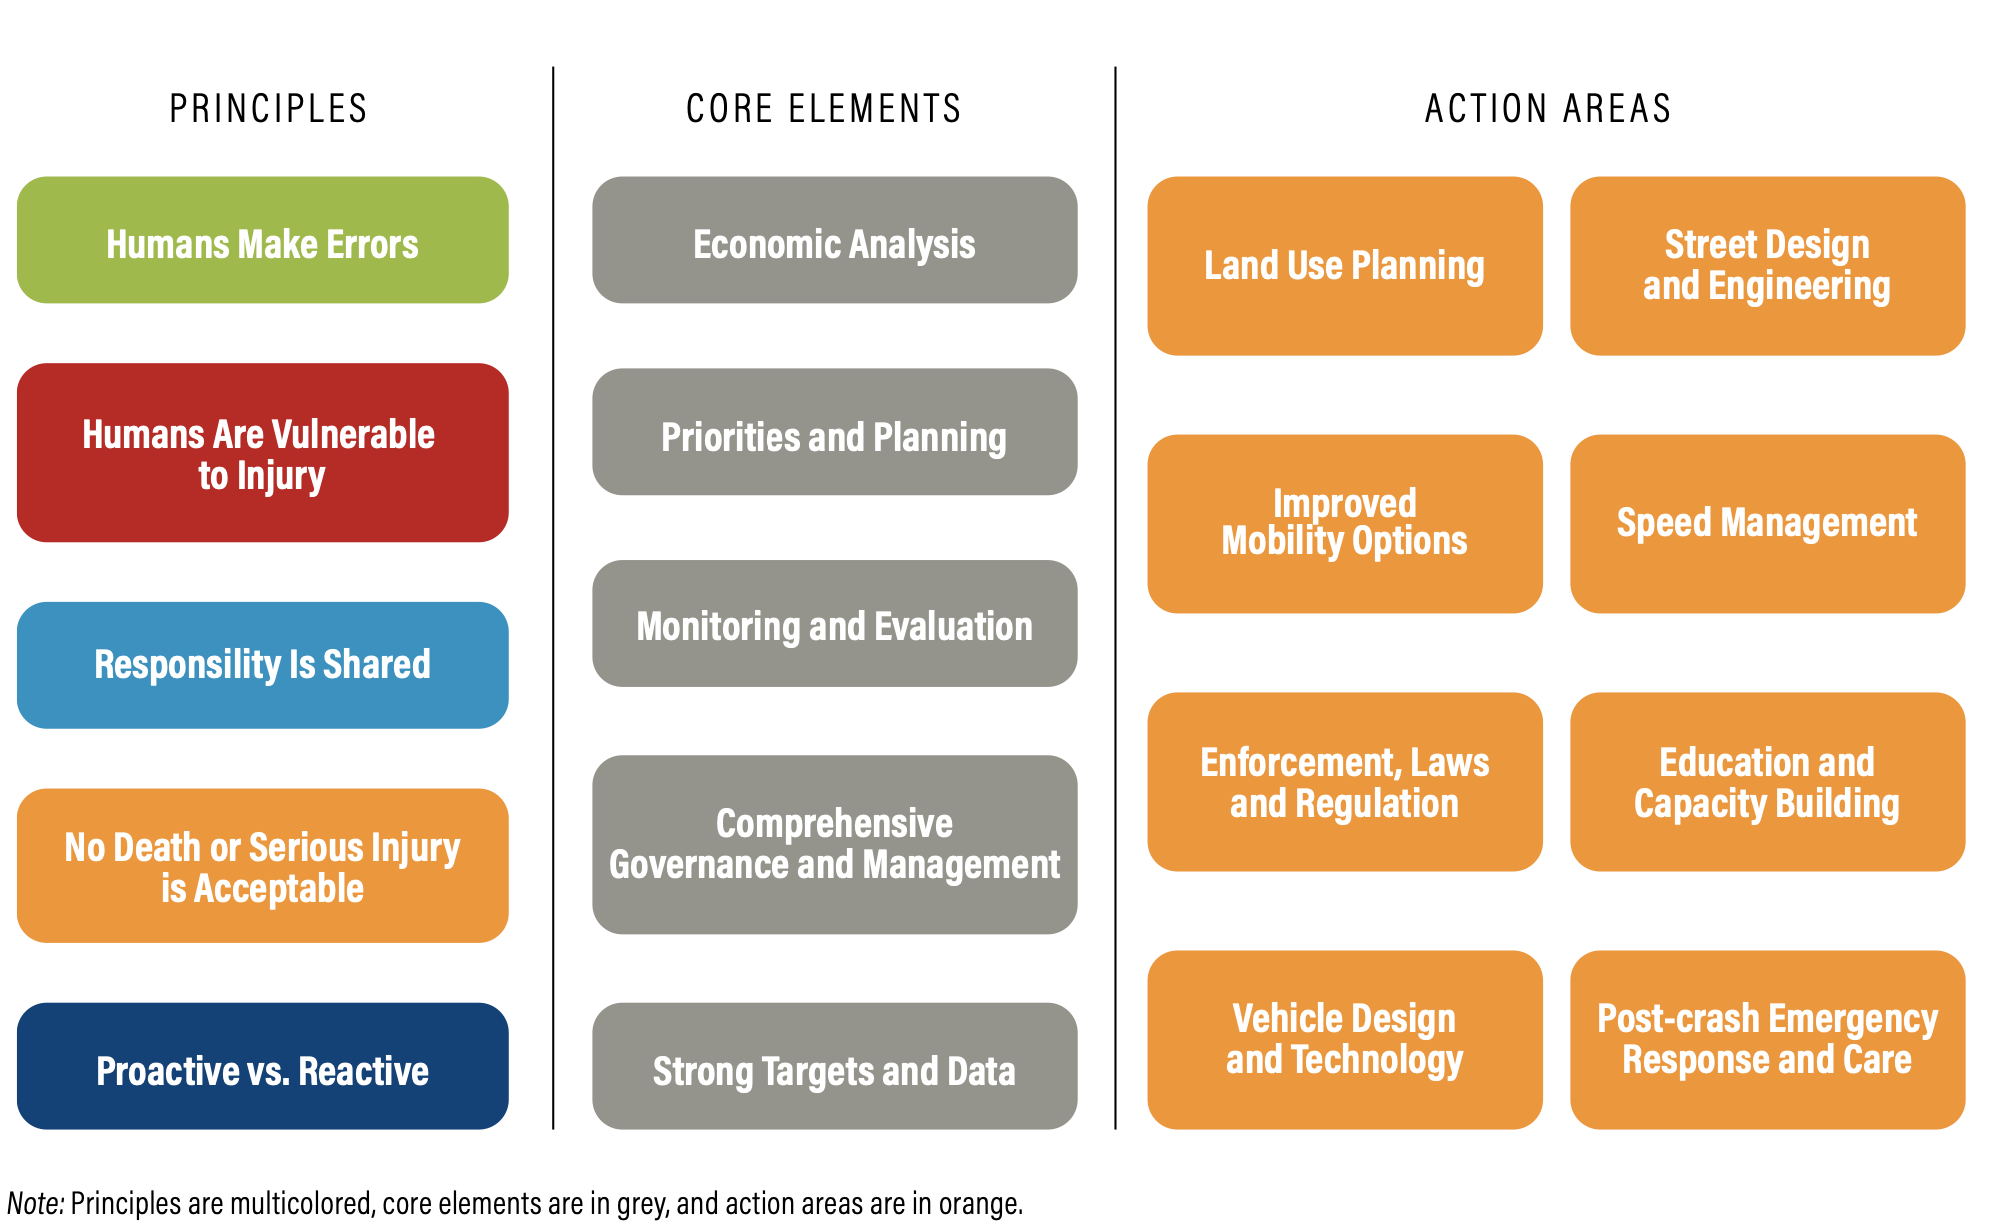 PRINCIPLES
Humans Make Errors
Humans Are Vulnerable
to Injury
Responsility Is Shared
No Death or Serious Injury
is Acceptable
Proactive vs. Reactive
CORE ELEMENTS
Economic Analysis
Priorities and Planning
Monitoring and Evaluation
Comprehensive
Governance and Management
Strong Targets and Data
ACTION AREAS
Land Use Planning
Street Design
and Engineering
Improved
Mobility Options
Speed Management
Enforcement, Laws
and Regulation
Education and
Capacity Building
Vehicle Design
and Technology
Post-crash Emergency
Response and Care
Note: Principles are multicolored, core elements are in grey, and action areas are in orange.